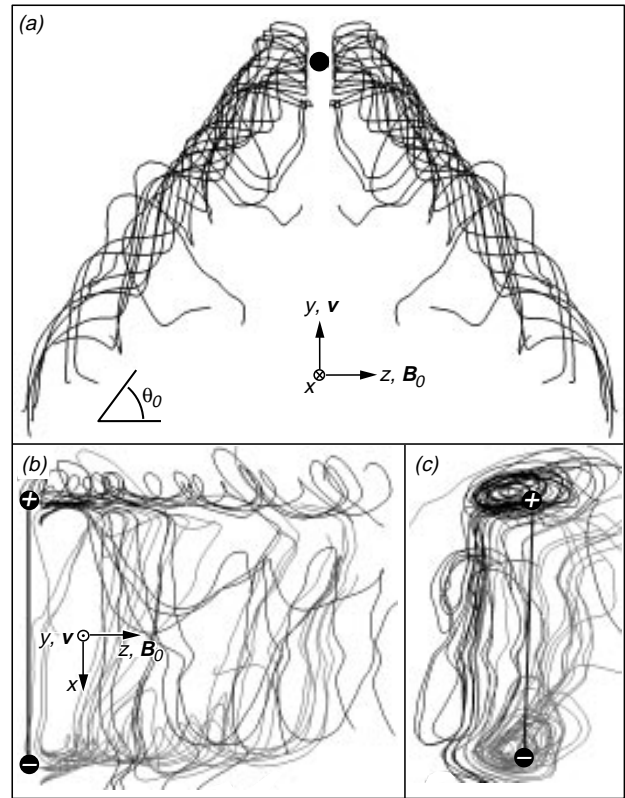 (a)
y, v
x
z, B₀
θ₀
(b)
+
y, v
z, B₀
x
−
(c)
+
−